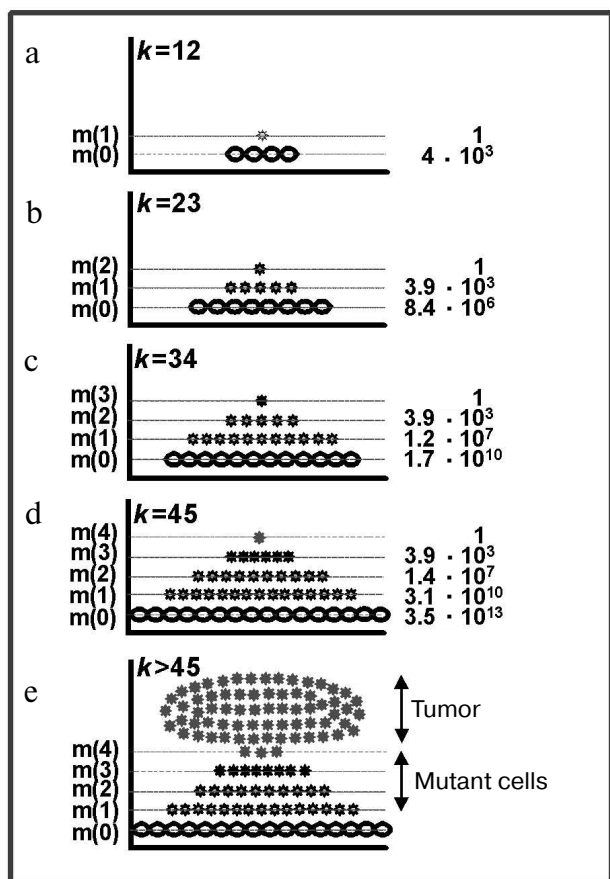 a
k=12
m(1) 1
m(0) 4 · 10³
b
k=23
m(2) 1
m(1) 3.9 · 10³
m(0) 8.4 · 10⁶
c
k=34
m(3) 1
m(2) 3.9 · 10³
m(1) 1.2 · 10⁷
m(0) 1.7 · 10¹⁰
d
k=45
m(4) 1
m(3) 3.9 · 10³
m(2) 1.4 · 10⁷
m(1) 3.1 · 10¹⁰
m(0) 3.5 · 10¹³
e
k>45
Tumor
m(4)
m(3)
Mutant cells
m(2)
m(1)
m(0)